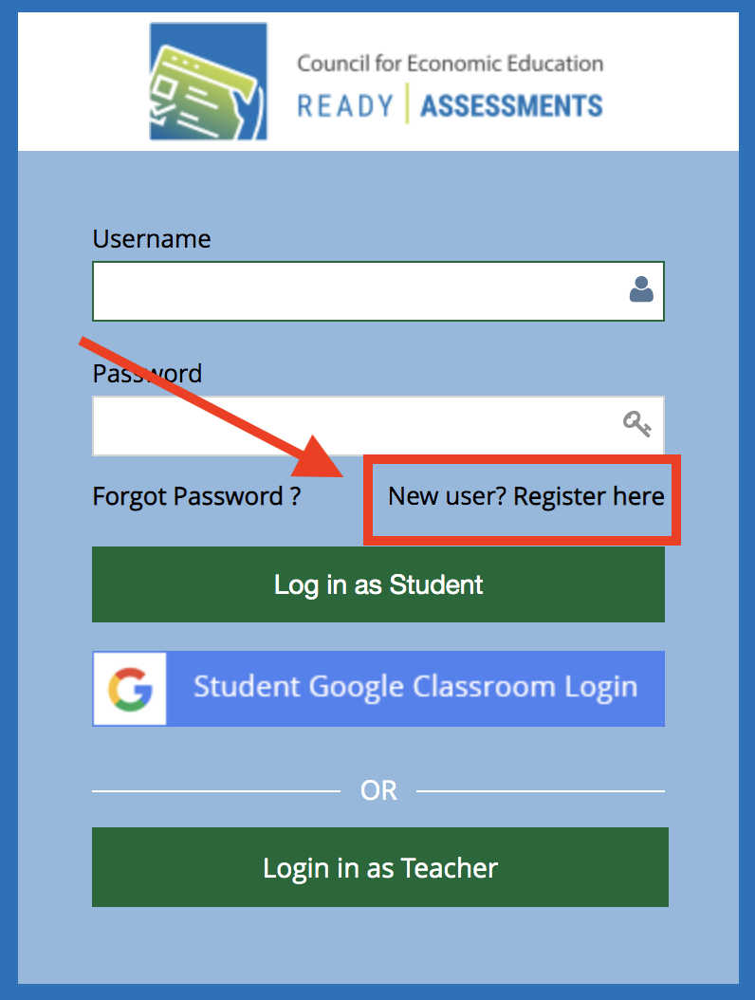 Council for Economic Education
READY ASSESSMENTS
Username
Password
Forgot Password ?
New user? Register here
Log in as Student
Student Google Classroom Login
OR
Login in as Teacher